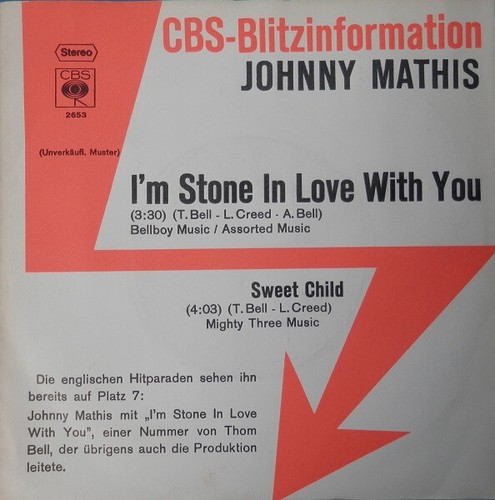 CBS-Blitzinformation
JOHNNY MATHIS
Stereo
CBS
2653
(Unverkäufl. Muster)
I'm Stone In Love With You
(3:30) (T. Bell - L. Creed - A. Bell)
Bellboy Music / Assorted Music
Sweet Child
(4:03) (T. Bell - L. Creed)
Mighty Three Music
Die englischen Hitparaden sehen ihn
bereits auf Platz 7:
Johnny Mathis mit „I'm Stone In Love
With You", einer Nummer von Thom
Bell, der übrigens auch die Produktion
leitete.